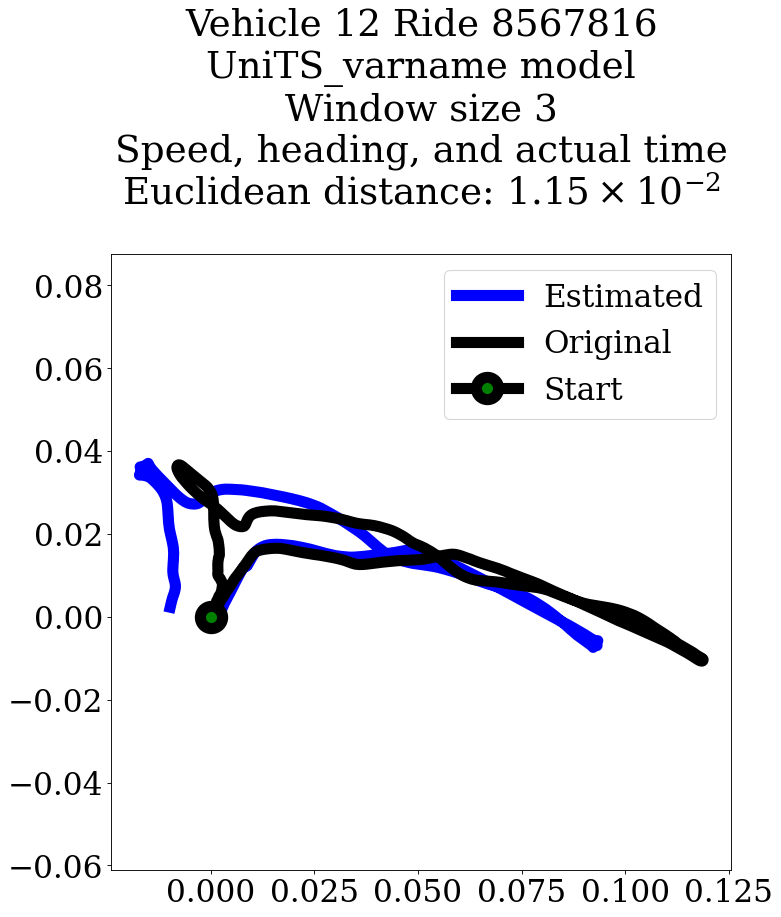 Vehicle 12 Ride 8567816
UniTS_varname model
Window size 3
Speed, heading, and actual time
Euclidean distance: 1.15 × 10⁻²
Estimated
Original
Start
0.08
0.06
0.04
0.02
0.00
−0.02
−0.04
−0.06
0.000 0.025 0.050 0.075 0.100 0.125